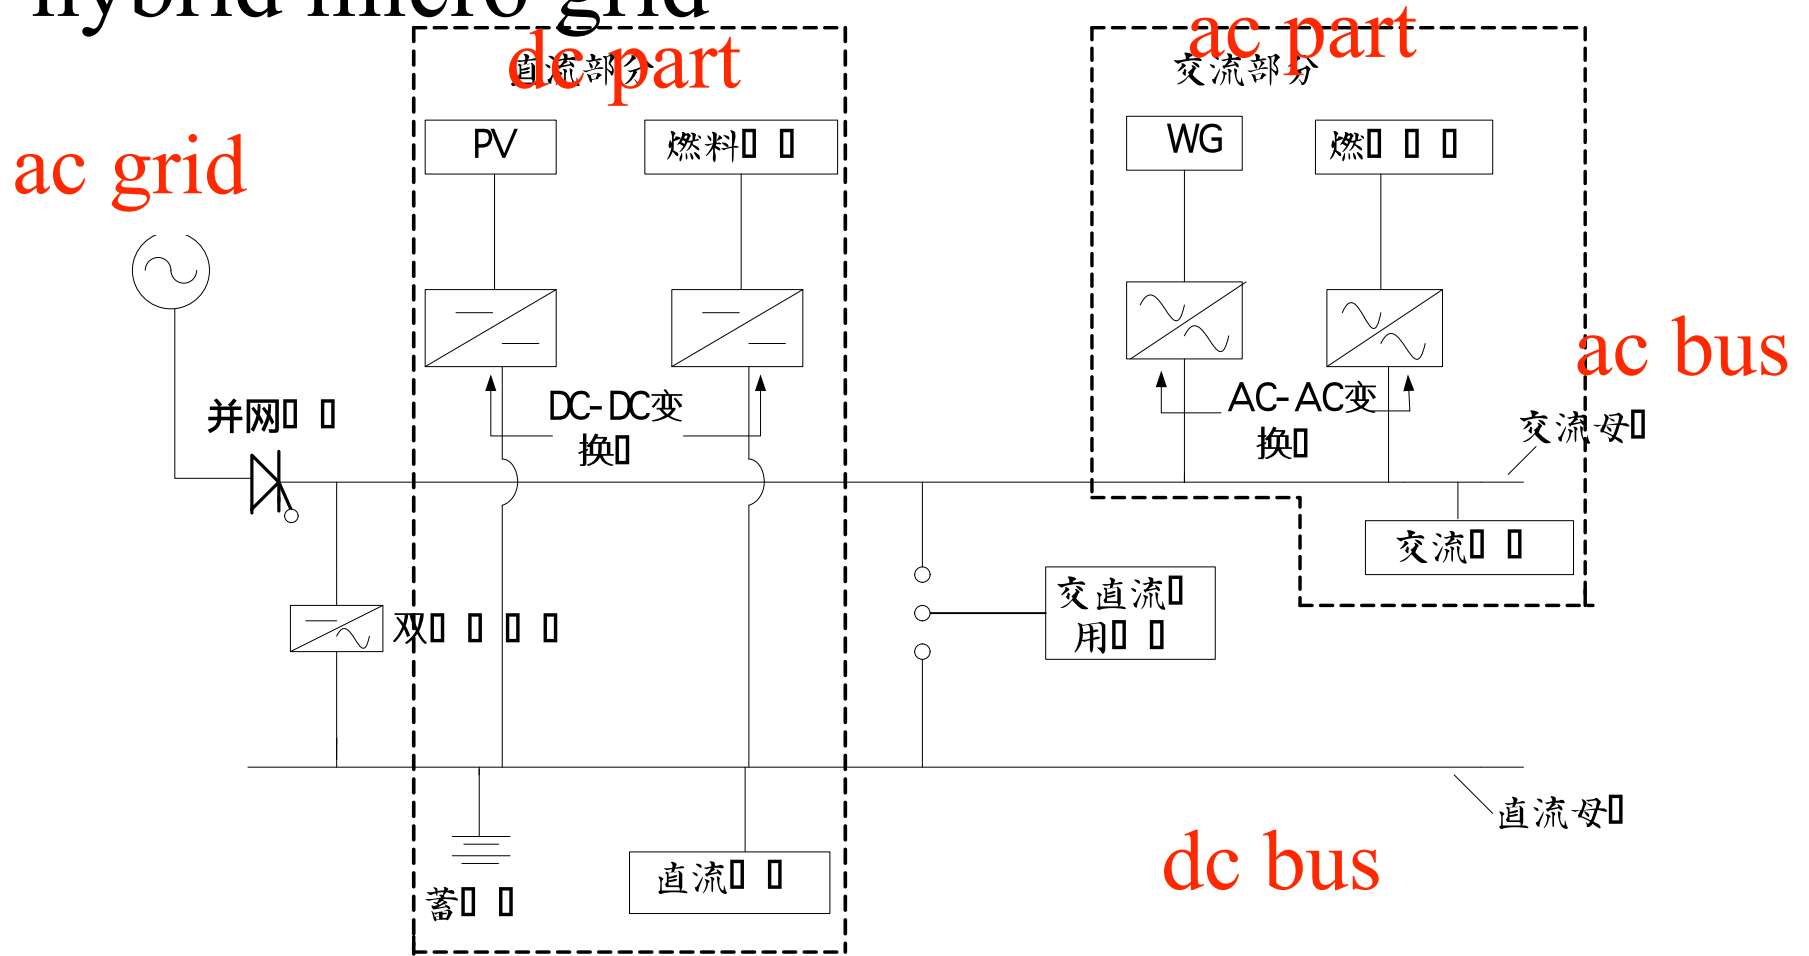 hybrid micro grid
dc part
直流部分
ac part
交流部分
PV
燃料▯▯
WG
燃▯▯▯
ac grid
ac bus
并网▯▯
DC-DC变
换▯
AC-AC变
换▯
交流母▯
交流▯▯
交直流▯
用▯▯
双▯▯▯▯
直流母▯
dc bus
直流▯▯
蓄▯▯